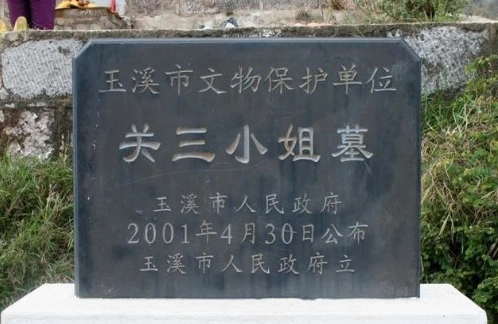 玉溪市文物保护单位
关三小姐墓
玉溪市人民政府
2001年4月30日公布
玉溪市人民政府立